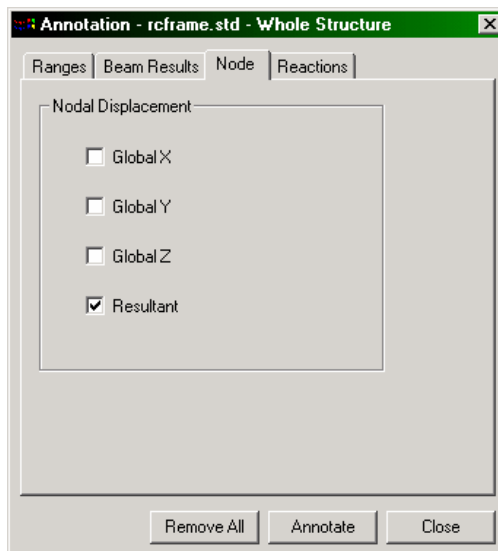 Annotation - rcframe.std - Whole Structure
Ranges Beam Results Node Reactions
Nodal Displacement
Global X
Global Y
Global Z
Resultant
Remove All Annotate Close